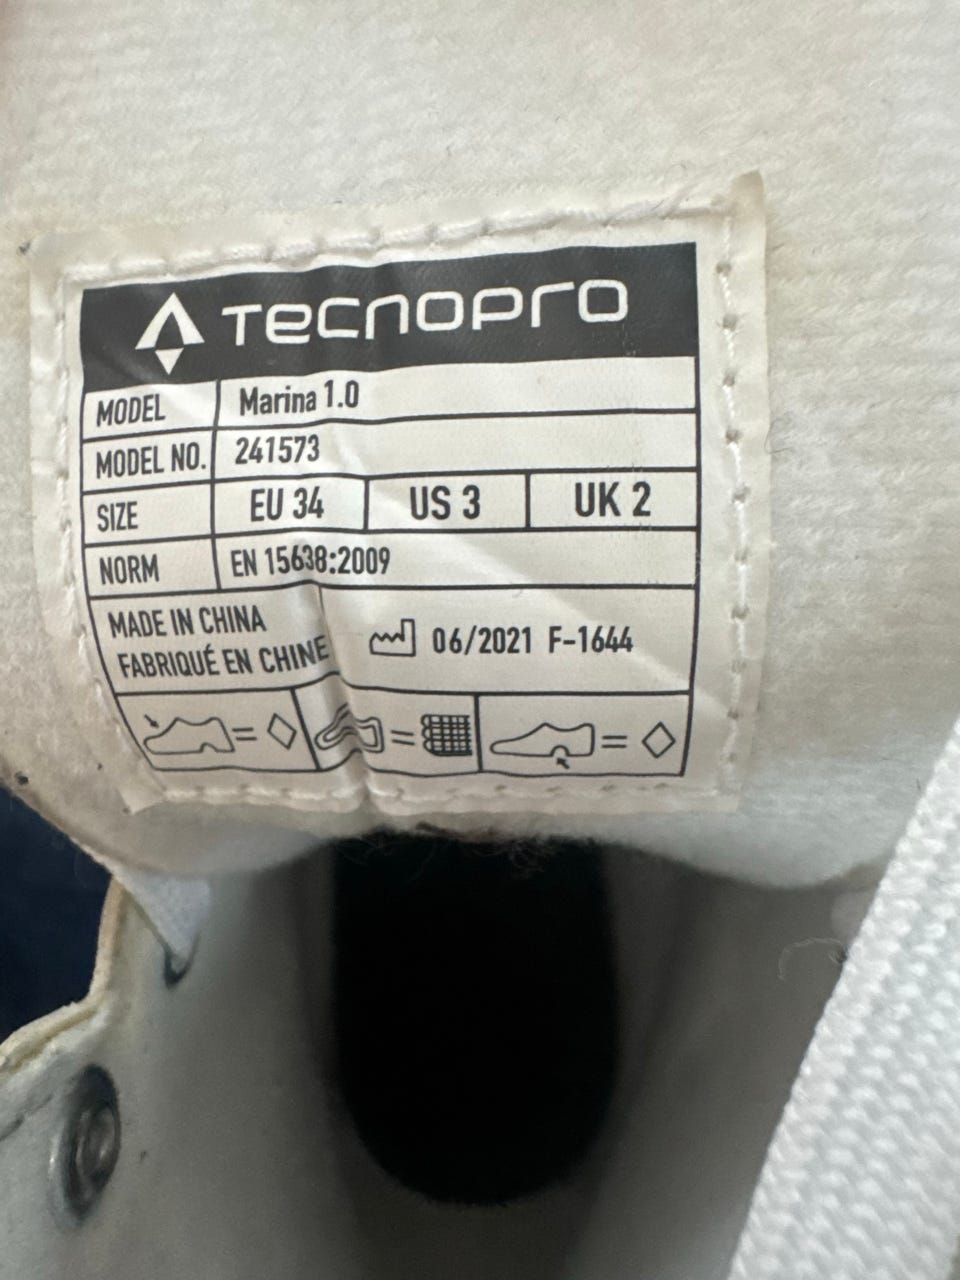 TECNOPRO
MODEL Marina 1.0
MODEL NO. 241573
SIZE EU 34 US 3 UK 2
NORM EN 15638:2009
MADE IN CHINA
FABRIQUÉ EN CHINE
06/2021 F-1644
= =  =